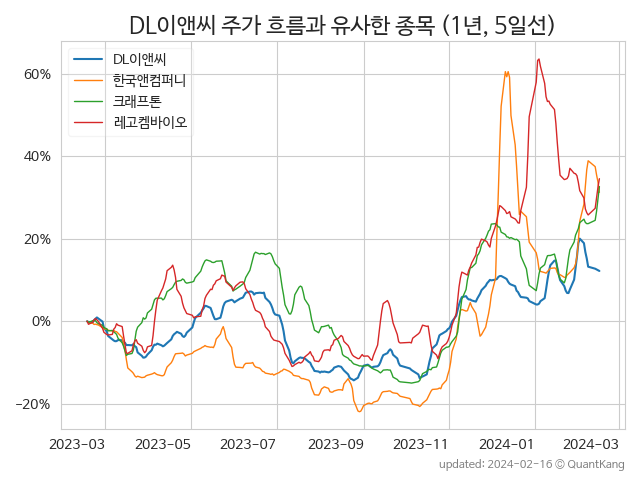 DL이앤씨 주가 흐름과 유사한 종목 (1년, 5일선)
DL이앤씨
한국앤컴퍼니
크래프톤
레고켐바이오
60%
40%
20%
0%
−20%
2023-03 2023-05 2023-07 2023-09 2023-11 2024-01 2024-03
updated: 2024-02-16 © QuantKang